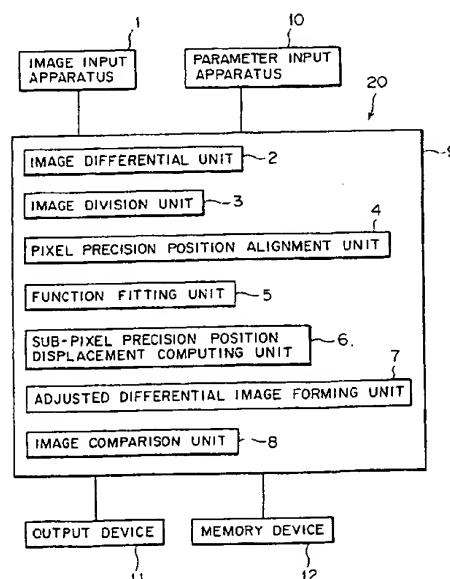 1
10
IMAGE INPUT
APPARATUS
PARAMETER INPUT
APPARATUS
20
9
IMAGE DIFFERENTIAL UNIT
2
IMAGE DIVISION UNIT
3
4
PIXEL PRECISION POSITION ALIGNMENT UNIT
FUNCTION FITTING UNIT
5
SUB-PIXEL PRECISION POSITION
DISPLACEMENT COMPUTING UNIT
6.
7
ADJUSTED DIFFERENTIAL IMAGE FORMING UNIT
IMAGE COMPARISON UNIT
8
OUTPUT DEVICE
MEMORY DEVICE
11
12